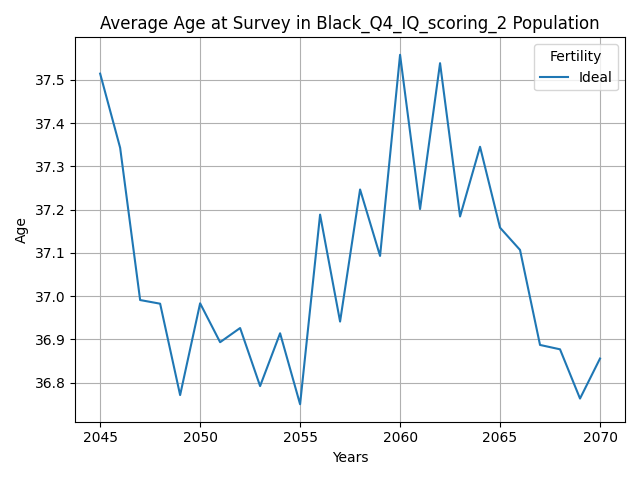 Average Age at Survey in Black_Q4_IQ_scoring_2 Population
Fertility
Ideal
37.5
37.4
37.3
37.2
37.1
37.0
36.9
36.8
Age
2045 2050 2055 2060 2065 2070
Years